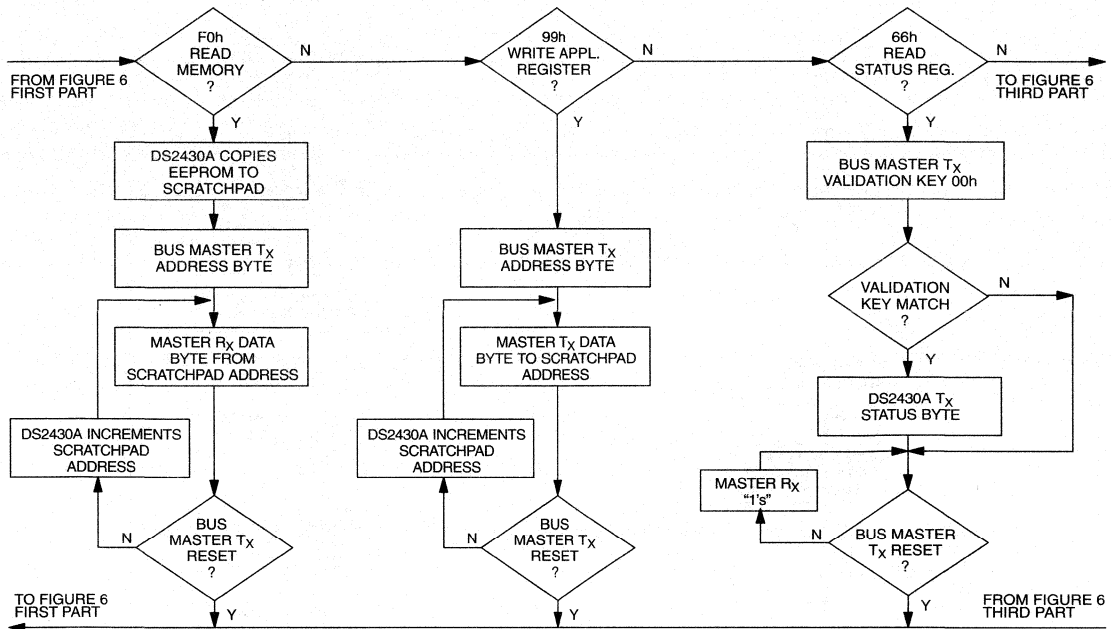 F0h
READ
MEMORY
?
N
Y
FROM FIGURE 6
FIRST PART
DS2430A COPIES
EEPROM TO
SCRATCHPAD
BUS MASTER TX
ADDRESS BYTE
MASTER RX DATA
BYTE FROM
SCRATCHPAD ADDRESS
DS2430A INCREMENTS
SCRATCHPAD
ADDRESS
BUS
MASTER TX
RESET
?
N
Y
TO FIGURE 6
FIRST PART
99h
WRITE APPL.
REGISTER
?
N
Y
BUS MASTER TX
ADDRESS BYTE
MASTER TX DATA
BYTE TO SCRATCHPAD
ADDRESS
DS2430A INCREMENTS
SCRATCHPAD
ADDRESS
BUS
MASTER TX
RESET
?
N
Y
66h
READ
STATUS REG.
?
N
Y
TO FIGURE 6
THIRD PART
BUS MASTER TX
VALIDATION KEY 00h
VALIDATION
KEY MATCH
?
N
Y
DS2430A TX
STATUS BYTE
MASTER RX
"1's"
BUS MASTER
TX RESET
?
N
Y
FROM FIGURE 6
THIRD PART